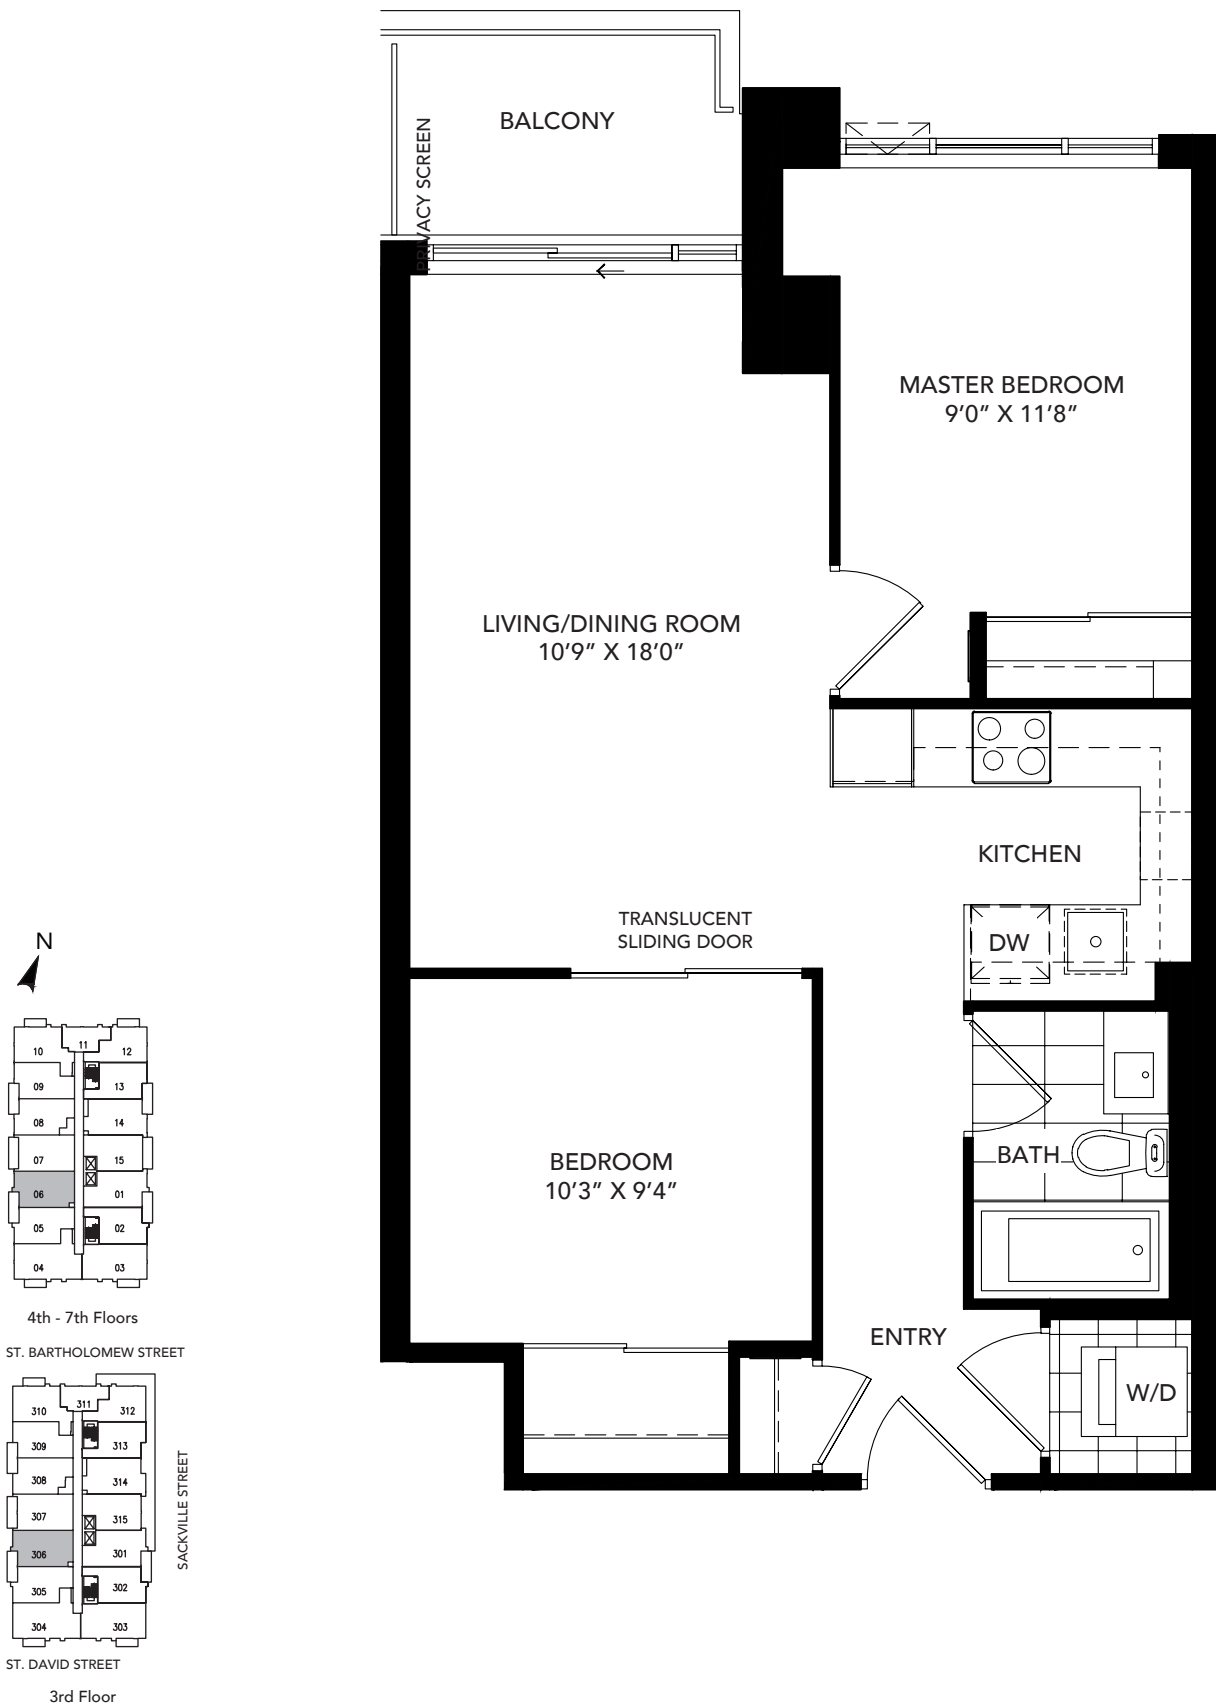 BALCONY
PRIVACY SCREEN
MASTER BEDROOM
9’0” X 11’8”
LIVING/DINING ROOM
10’9” X 18’0”
KITCHEN
TRANSLUCENT
SLIDING DOOR
DW
BATH
BEDROOM
10’3” X 9’4”
ENTRY
W/D
N
10 11 12
09 13
08 14
07 15
06 01
05 02
04 03
4th - 7th Floors
ST. BARTHOLOMEW STREET
310 311 312
309 313
308 314
307 315
306 301
305 302
304 303
SACKVILLE STREET
ST. DAVID STREET
3rd Floor